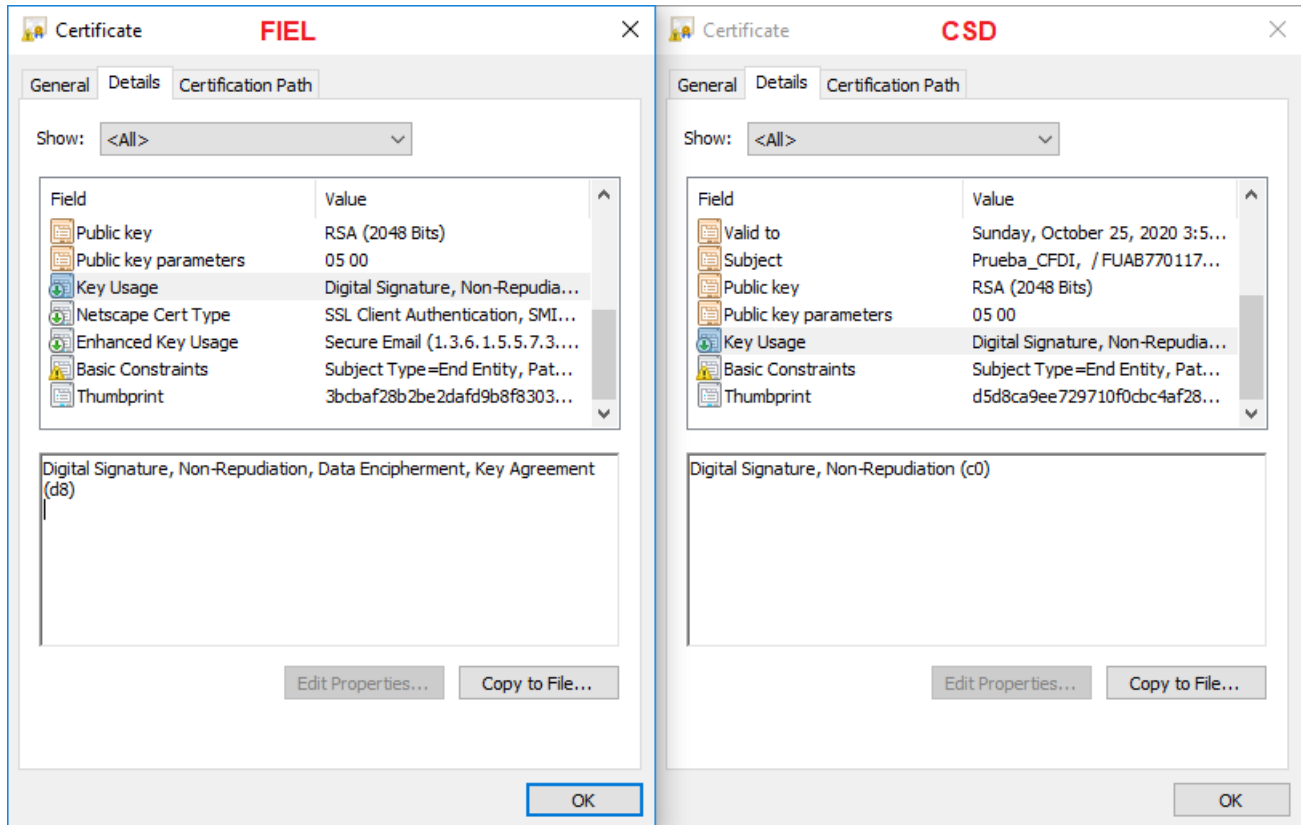 Certificate FIEL
General Details Certification Path
Show: <All>
Field Value
Public key RSA (2048 Bits)
Public key parameters 05 00
Key Usage Digital Signature, Non-Repudia...
Netscape Cert Type SSL Client Authentication, SMI...
Enhanced Key Usage Secure Email (1.3.6.1.5.5.7.3....
Basic Constraints Subject Type=End Entity, Pat...
Thumbprint 3bcbaf28b2be2dafd9b8f8303...
Digital Signature, Non-Repudiation, Data Encipherment, Key Agreement
(d8)
Edit Properties... Copy to File...
OK
Certificate CSD
General Details Certification Path
Show: <All>
Field Value
Valid to Sunday, October 25, 2020 3:5...
Subject Prueba_CFDI, / FUAB770117...
Public key RSA (2048 Bits)
Public key parameters 05 00
Key Usage Digital Signature, Non-Repudia...
Basic Constraints Subject Type=End Entity, Pat...
Thumbprint d5d8ca9ee729710f0cbc4af28...
Digital Signature, Non-Repudiation (c0)
Edit Properties... Copy to File...
OK